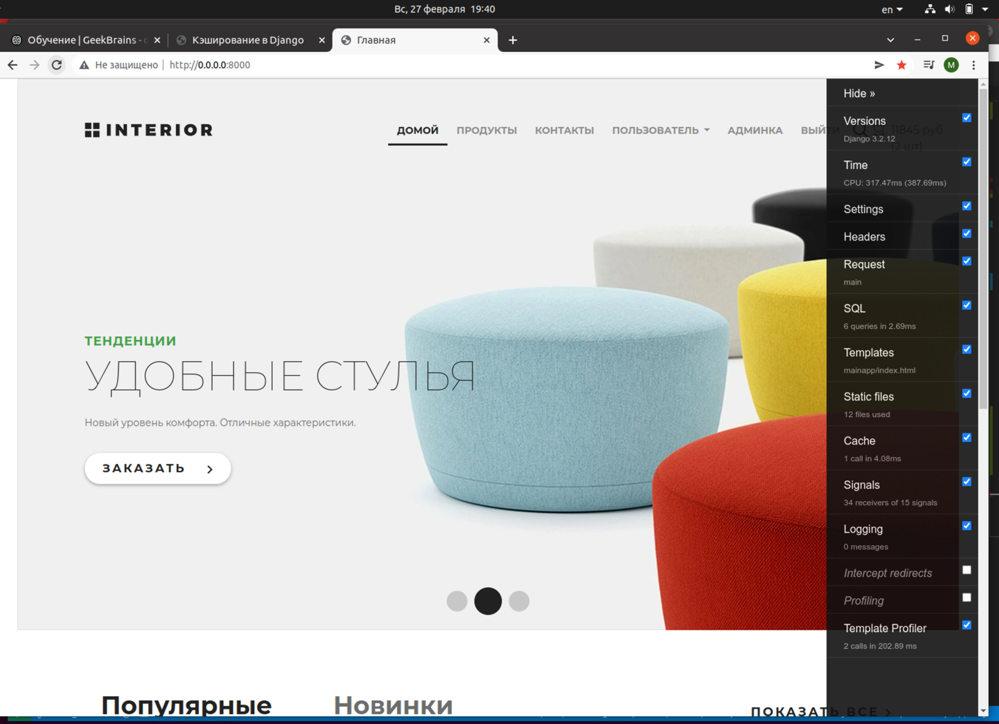 Вс, 27 февраля 19:40
en
Обучение | GeekBrains -
Кэширование в Django
Главная
Не защищено
http://0.0.0.0:8000
M
INTERIOR
ДОМОЙ
ПРОДУКТЫ
КОНТАКТЫ
ПОЛЬЗОВАТЕЛЬ
АДМИНКА
ВЫЙТИ
11845 руб
(2 шт)
ТЕНДЕНЦИИ
УДОБНЫЕ СТУЛЬЯ
Новый уровень комфорта. Отличные характеристики.
ЗАКАЗАТЬ
Популярные
Новинки
ПОКАЗАТЬ ВСЕ
Hide »
Versions
Django 3.2.12
Time
CPU: 317.47ms (387.69ms)
Settings
Headers
Request
main
SQL
6 queries in 2.69ms
Templates
mainapp/index.html
Static files
12 files used
Cache
1 call in 4.08ms
Signals
34 receivers of 15 signals
Logging
0 messages
Intercept redirects
Profiling
Template Profiler
2 calls in 202.89 ms